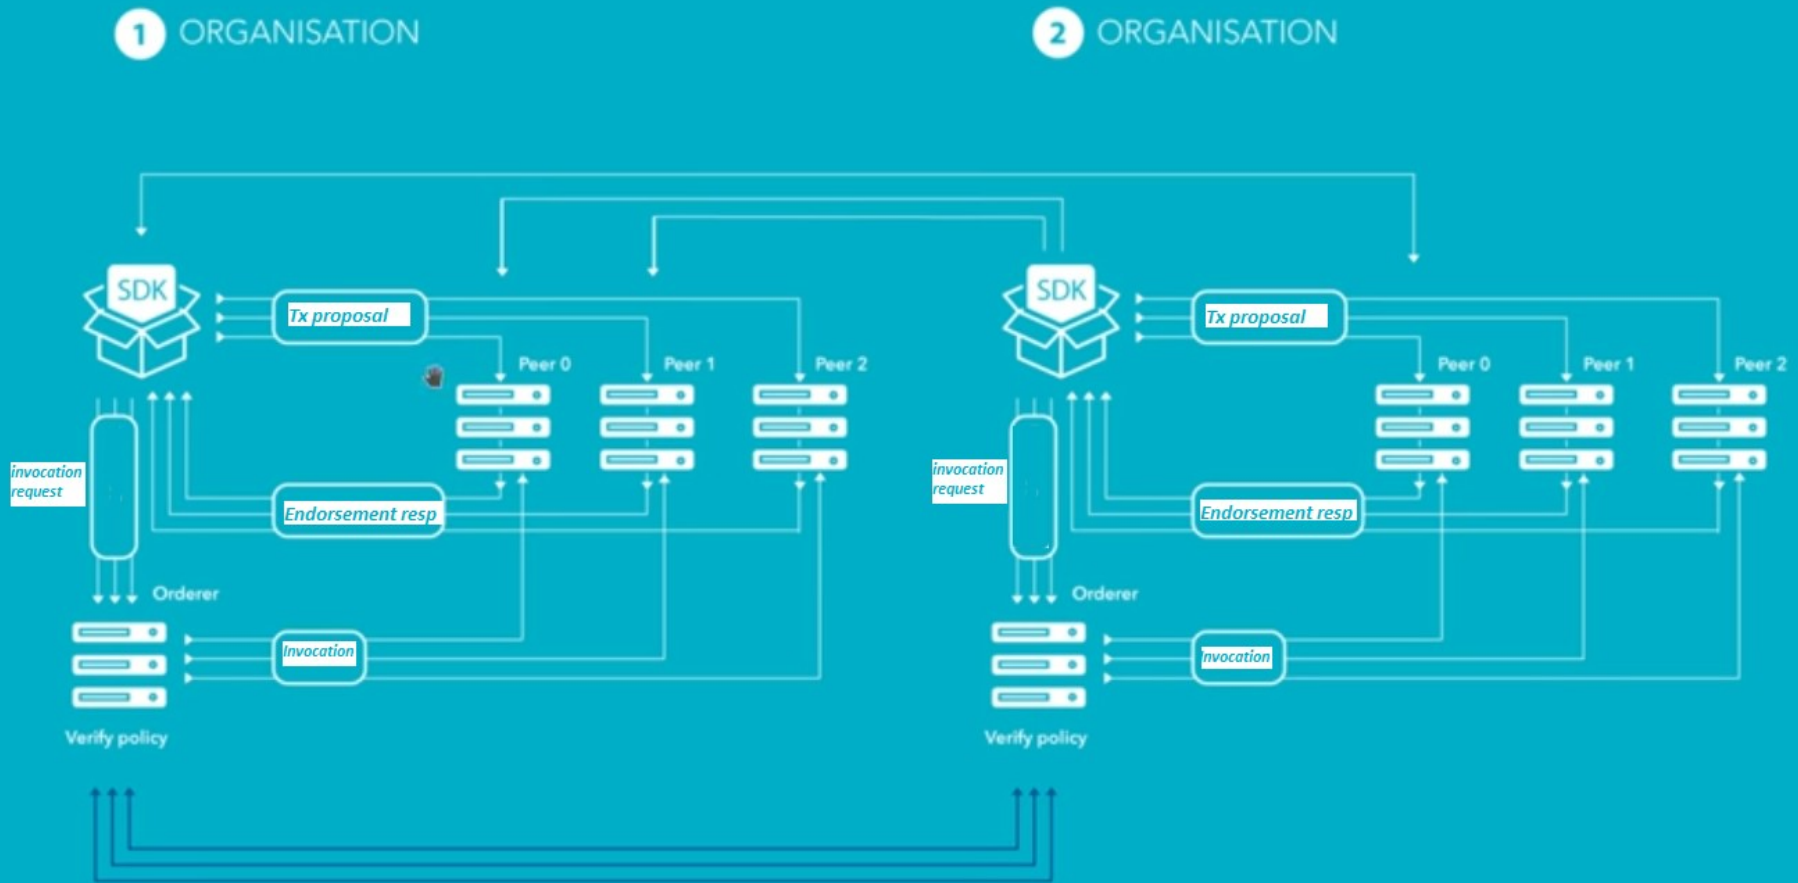 1 ORGANISATION
2 ORGANISATION
SDK
Tx proposal
Peer 0
Peer 1
Peer 2
invocation
request
Endorsement resp
Orderer
Invocation
Verify policy
SDK
Tx proposal
Peer 0
Peer 1
Peer 2
invocation
request
Endorsement resp
Orderer
Invocation
Verify policy